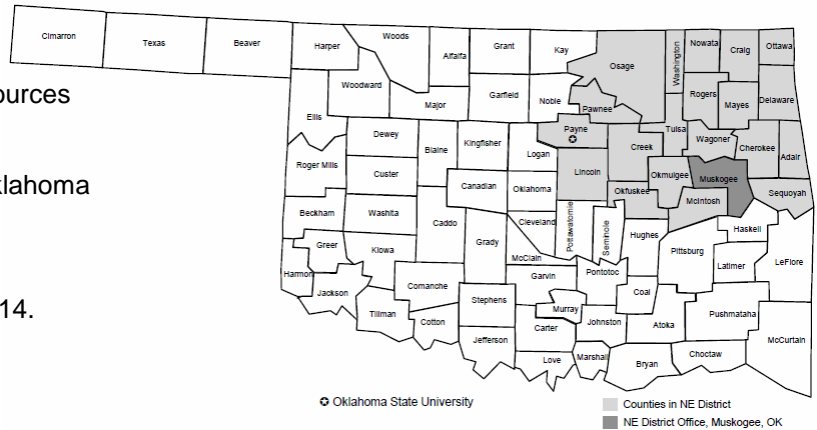 Cimarron
Texas
Beaver
Harper
Woods
Alfalfa
Grant
Kay
Osage
Washington
Nowata
Craig
Ottawa
ources
Woodward
Major
Garfield
Noble
Pawnee
Rogers
Mayes
Delaware
Ellis
Dewey
Blaine
Kingfisher
Logan
Payne
Creek
Tulsa
Wagoner
Cherokee
Adair
klahoma
Roger Mills
Custer
Canadian
Oklahoma
Lincoln
Okfuskee
Okmulgee
Muskogee
McIntosh
Sequoyah
Beckham
Washita
Caddo
Grady
Cleveland
Pottawatomie
Seminole
Hughes
Haskell
Greer
Kiowa
McClain
Pittsburg
Latimer
LeFlore
Harmon
Jackson
Comanche
Garvin
Pontotoc
Coal
14.
Tillman
Cotton
Stephens
Murray
Johnston
Atoka
Pushmataha
McCurtain
Jefferson
Carter
Love
Marshall
Bryan
Choctaw
Oklahoma State University
Counties in NE District
NE District Office, Muskogee, OK